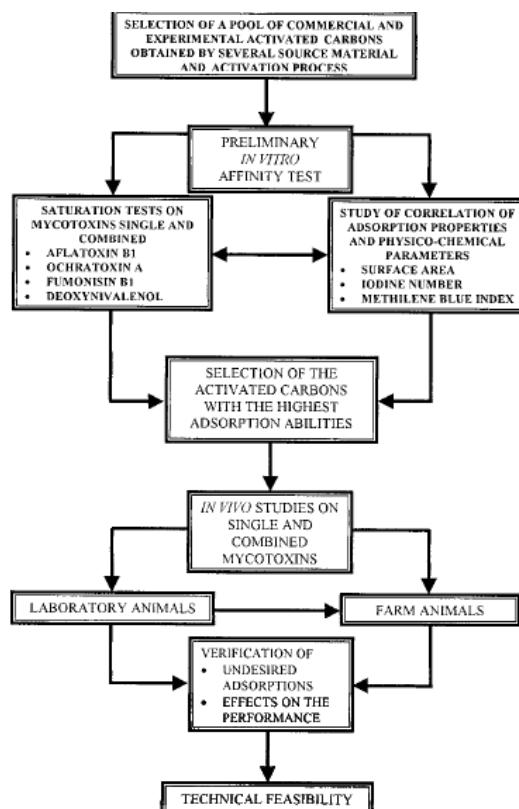 SELECTION OF A POOL OF COMMERCIAL AND
EXPERIMENTAL ACTIVATED CARBONS
OBTAINED BY SEVERAL SOURCE MATERIAL
AND ACTIVATION PROCESS
PRELIMINARY
IN VITRO
AFFINITY TEST
SATURATION TESTS ON
MYCOTOXINS SINGLE AND
COMBINED
• AFLATOXIN B1
• OCHRATOXIN A
• FUMONISIN B1
• DEOXYNIVALENOL
STUDY OF CORRELATION OF
ADSORPTION PROPERTIES
AND PHYSICO-CHEMICAL
PARAMETERS
• SURFACE AREA
• IODINE NUMBER
• METHILENE BLUE INDEX
SELECTION OF THE
ACTIVATED CARBONS
WITH THE HIGHEST
ADSORPTION ABILITIES
IN VIVO STUDIES ON
SINGLE AND
COMBINED
MYCOTOXINS
LABORATORY ANIMALS
FARM ANIMALS
VERIFICATION OF
• UNDESIRED
ADSORPTIONS
• EFFECTS ON THE
PERFORMANCE
TECHNICAL FEASIBILITY